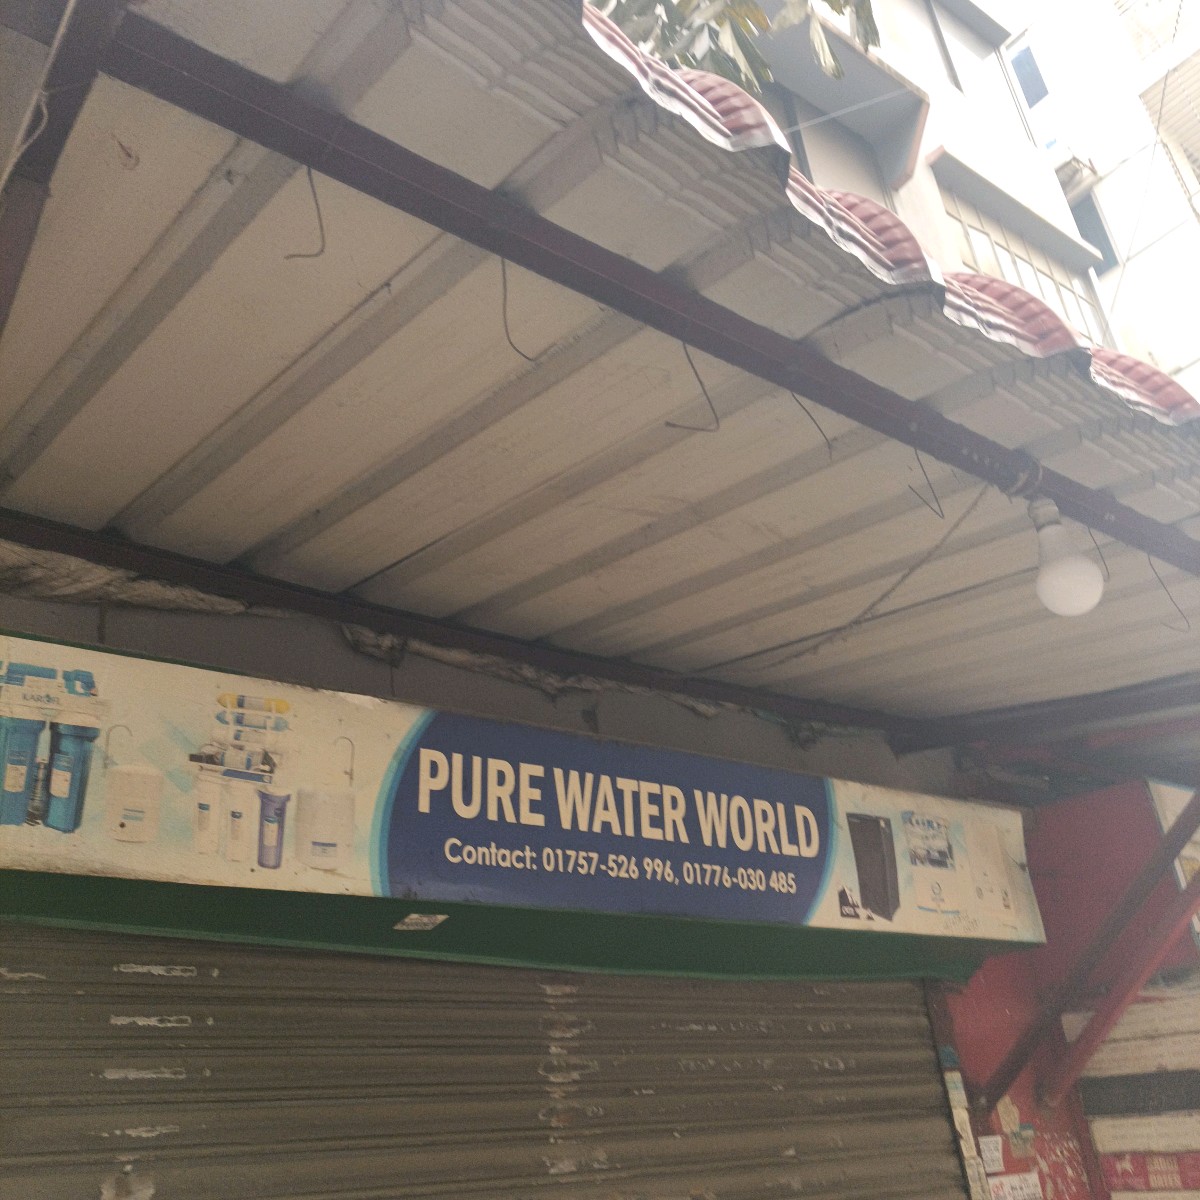 PURE WATER WORLD
Contact: 01757-526 996, 01776-030 485